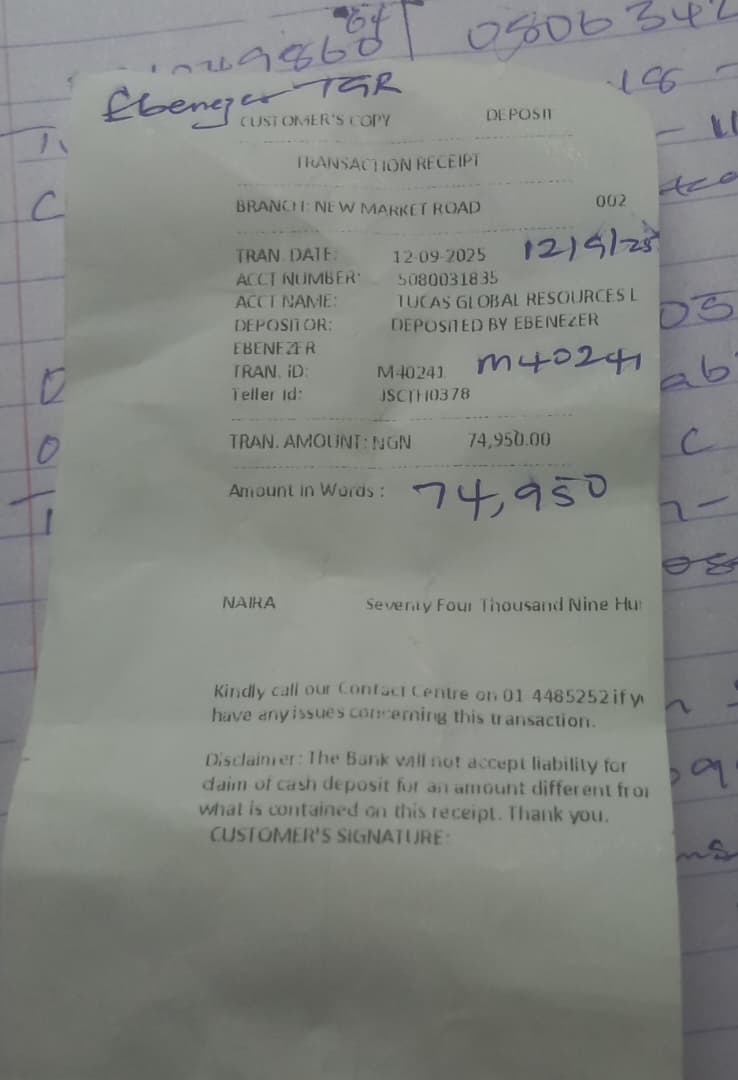 64
49860 0806342
Ebenezer TGR 18 -
CUSTOMER'S COPY DEPOSIT
TRANSACTION RECEIPT
BRANCH: NEW MARKET ROAD 002
TRAN. DATE: 12-09-2025 12/9/25
ACCT NUMBER: 5080031835
ACCT NAME: LUCAS GLOBAL RESOURCES L
DEPOSITOR: DEPOSITED BY EBENEZER
EBENEZER
TRAN. iD: M40241 M40241
Teller Id: JSCTH0378
TRAN. AMOUNT: NGN 74,950.00
Amount in Words : 74,950
NAIRA Seventy Four Thousand Nine Hu
Kindly call our Contact Centre on 01 4485252 if y
have any issues concerning this transaction.
Disclaimer: The Bank will not accept liability for
claim of cash deposit for an amount different fro
what is contained on this receipt. Thank you.
CUSTOMER'S SIGNATURE: